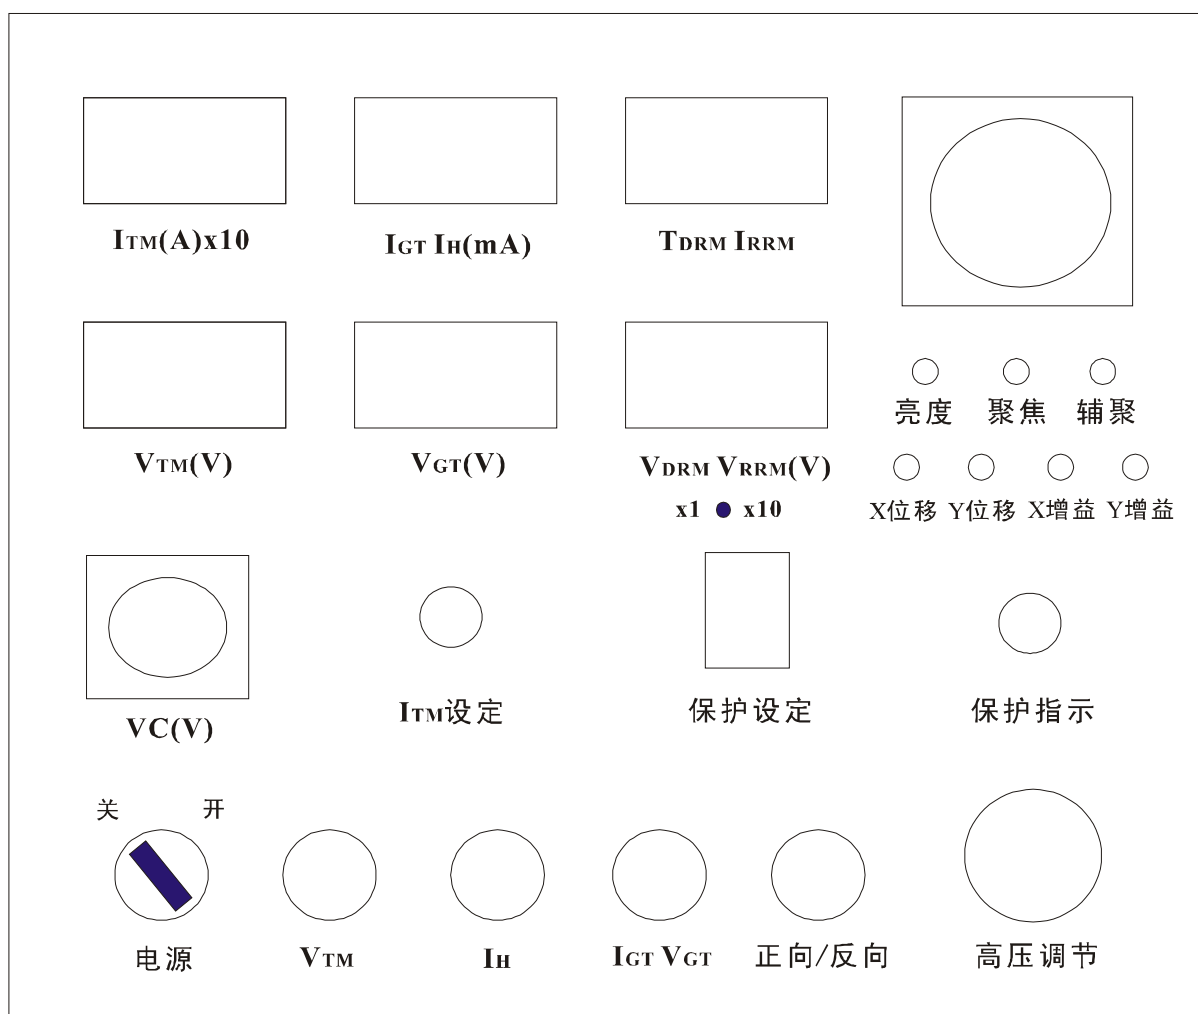 ITM(A)x10
IGT IH(mA)
TDRM IRRM
VTM(V)
VGT(V)
VDRM VRRM(V)
x1 x10
亮度 聚焦 辅聚
X位移 Y位移 X增益 Y增益
VC(V)
ITM设定
保护设定
保护指示
关 开
电源
VTM
IH
IGT VGT
正向/反向
高压调节